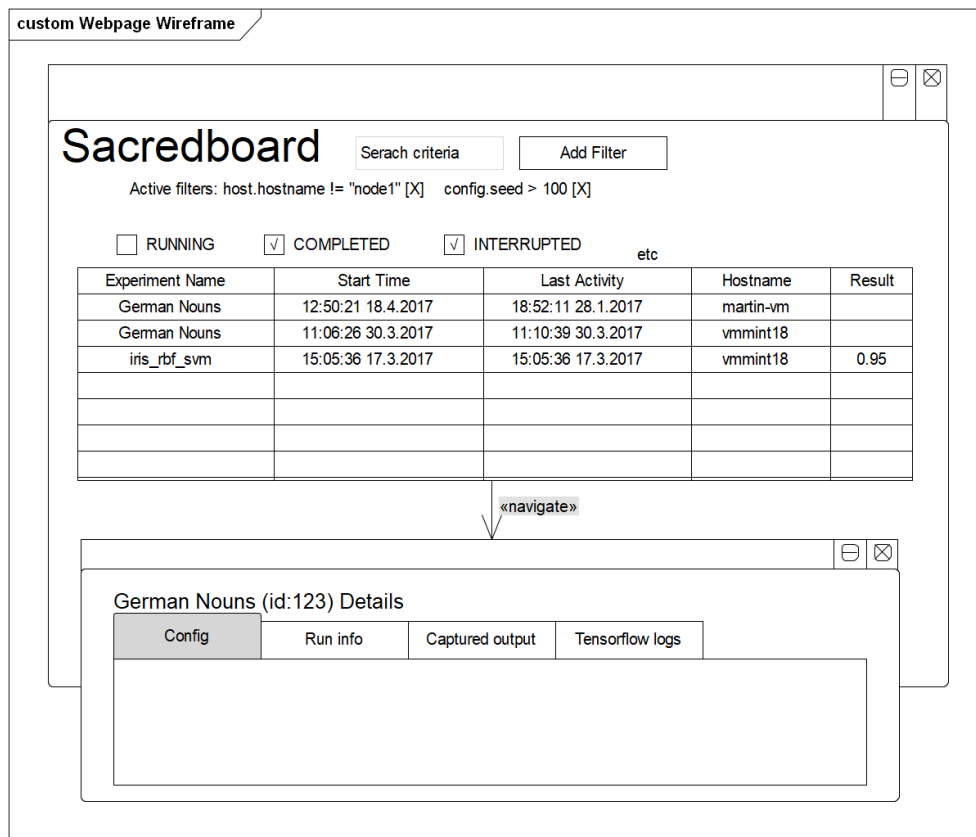 custom Webpage Wireframe
Sacredboard
Serach criteria
Add Filter
Active filters: host.hostname != "node1" [X] config.seed > 100 [X]
RUNNING √ COMPLETED √ INTERRUPTED
etc
Experiment Name Start Time Last Activity Hostname Result
German Nouns 12:50:21 18.4.2017 18:52:11 28.1.2017 martin-vm
German Nouns 11:06:26 30.3.2017 11:10:39 30.3.2017 vmmint18
iris_rbf_svm 15:05:36 17.3.2017 15:05:36 17.3.2017 vmmint18 0.95
«navigate»
German Nouns (id:123) Details
Config Run info Captured output Tensorflow logs